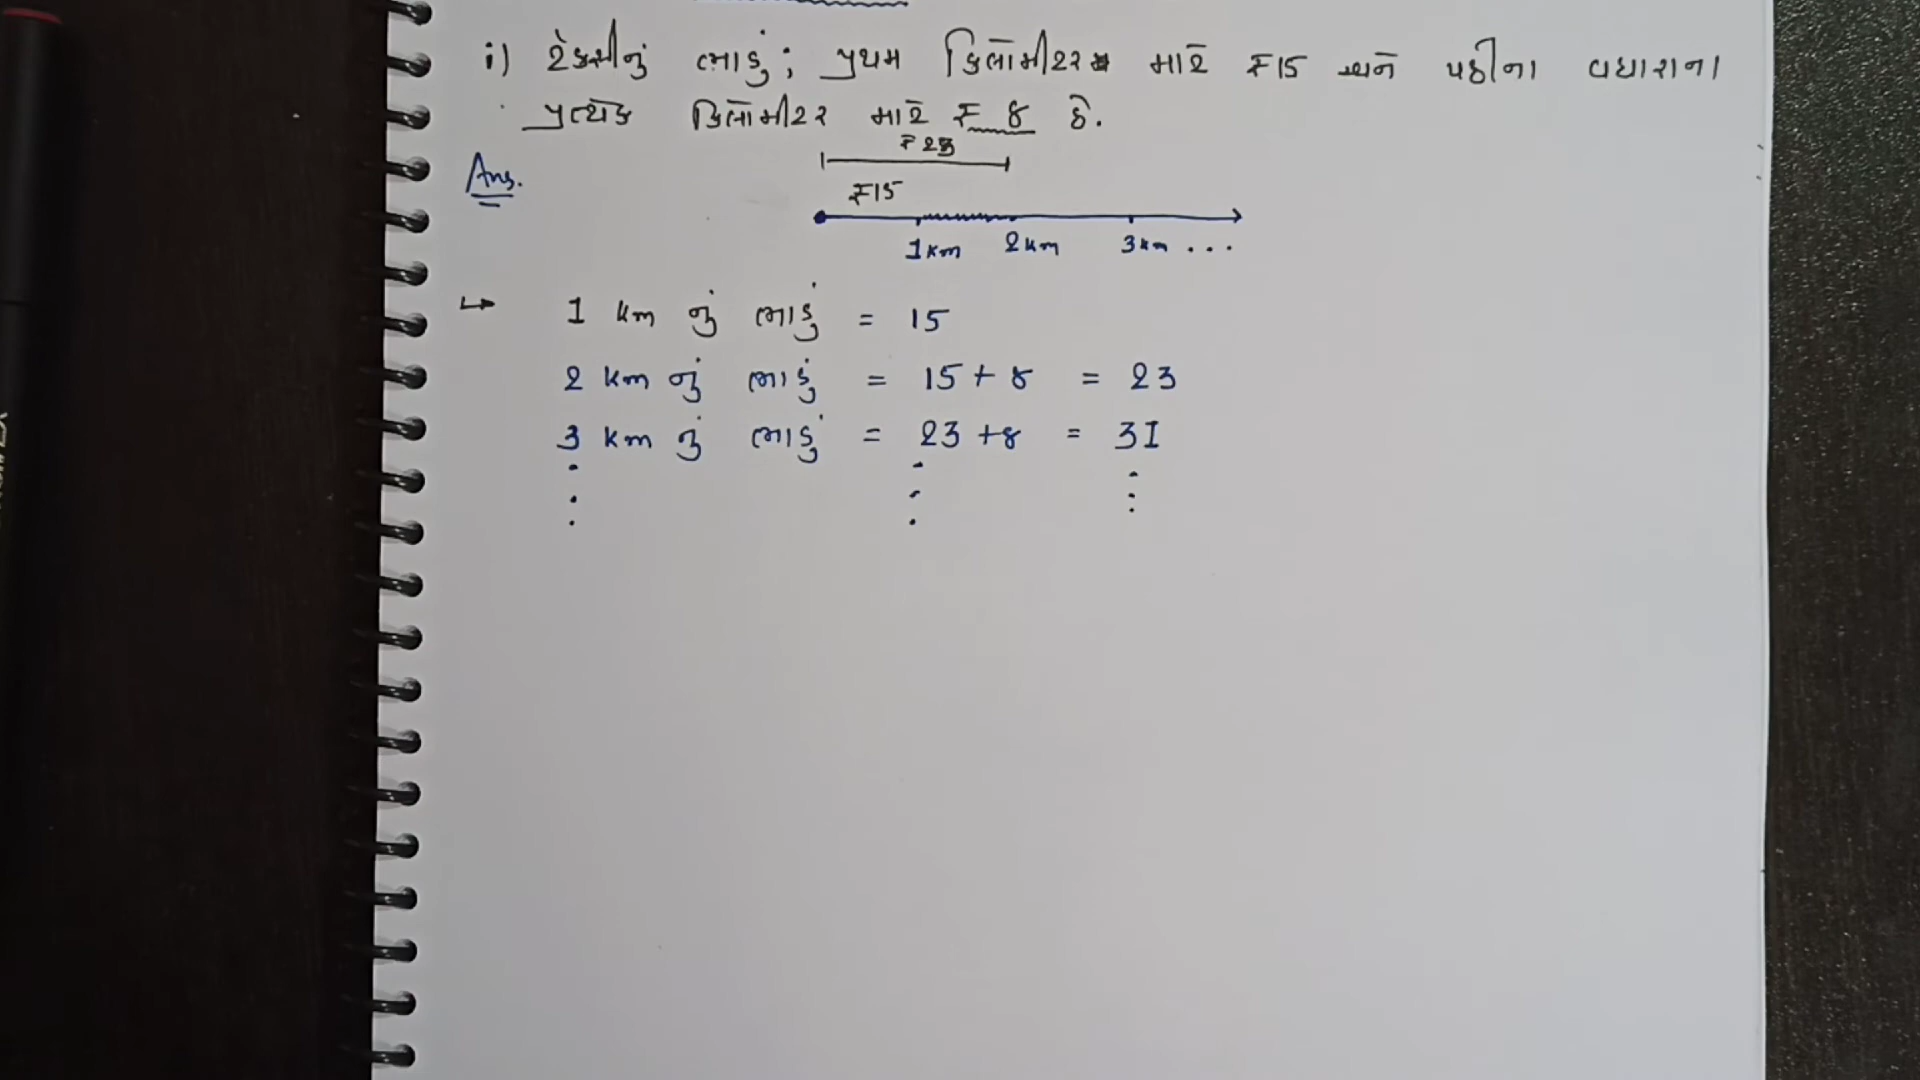 i) ટેક્સીનું ભાડું; પ્રથમ કિલોમીટર માટે ₹15 અને પછીના વધારાના
પ્રત્યેક કિલોમીટર માટે ₹ 8 છે.
₹ 23
Ans.
₹15
1km 2km 3km ...
↳ 1 km નું ભાડું = 15
2 km નું ભાડું = 15 + 8 = 23
3 km નું ભાડું = 23 + 8 = 31